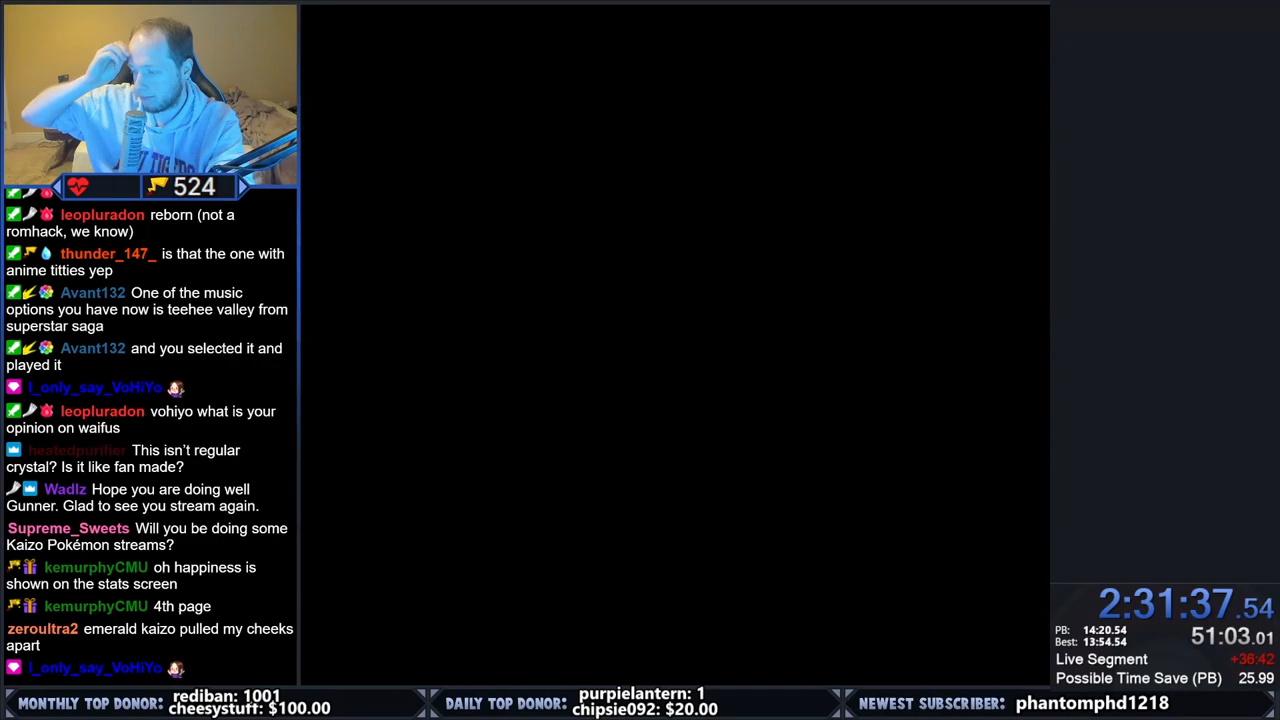 524
leopluradon reborn (not a
romhack, we know)
thunder_147_ is that the one with
anime titties yep
Avant132 One of the music
options you have now is teehee valley from
superstar saga
Avant132 and you selected it and
played it
I_only_say_VoHiYo
leopluradon vohiyo what is your
opinion on waifus
heatedpurifier This isn't regular
crystal? Is it like fan made?
Wadlz Hope you are doing well
Gunner. Glad to see you stream again.
Supreme_Sweets Will you be doing some
Kaizo Pokémon streams?
kemurphyCMU oh happiness is
shown on the stats screen
kemurphyCMU 4th page
zeroultra2 emerald kaizo pulled my cheeks
apart
I_only_say_VoHiYo
2:31:37.54
PB: 14:20.54
Best: 13:54.54
51:03.01
Live Segment +36:42
Possible Time Save (PB) 25.99
MONTHLY TOP DONOR: rediban: 1001
cheesystuff: $100.00
DAILY TOP DONOR: purpielantern: 1
chipsie092: $20.00
NEWEST SUBSCRIBER: phantomphd1218